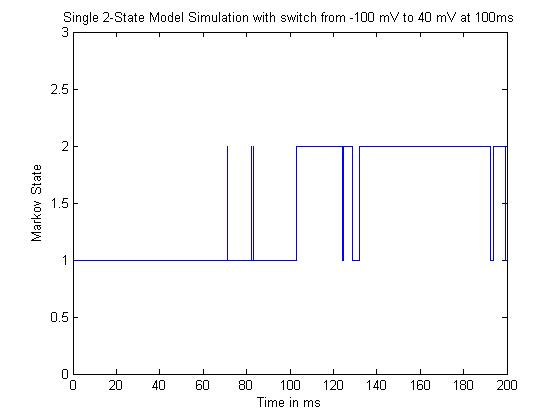 Single 2-State Model Simulation with switch from -100 mV to 40 mV at 100ms
3
2.5
2
1.5
1
0.5
0
Markov State
0 20 40 60 80 100 120 140 160 180 200
Time in ms